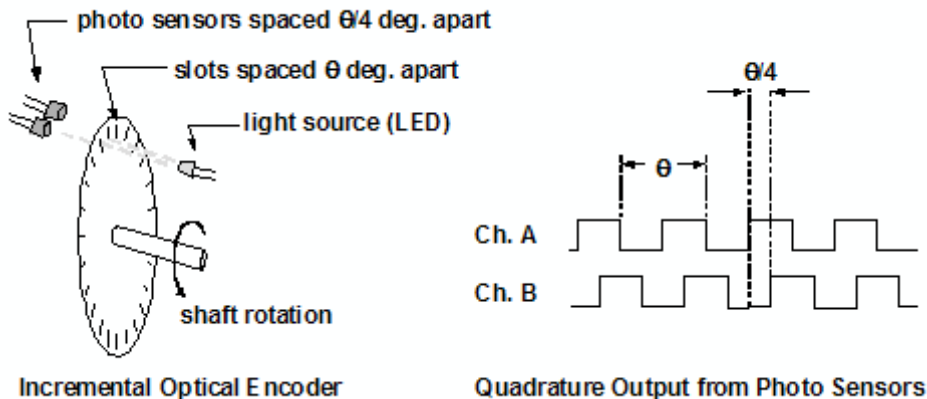 photo sensors spaced θ/4 deg. apart
slots spaced θ deg. apart
light source (LED)
shaft rotation
Incremental Optical Encoder
θ/4
θ
Ch. A
Ch. B
Quadrature Output from Photo Sensors